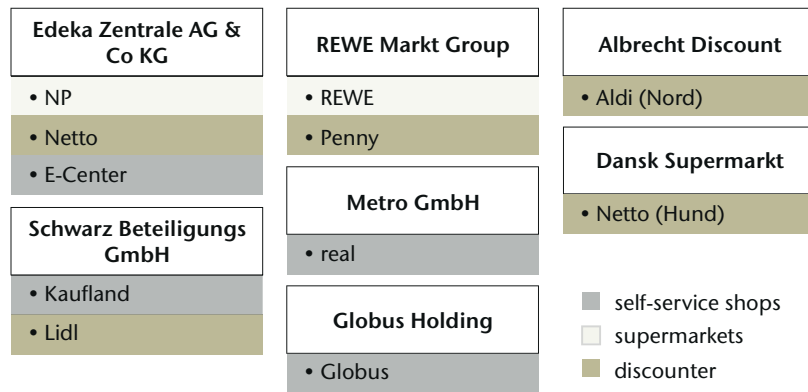 Edeka Zentrale AG &
Co KG
• NP
• Netto
• E-Center
Schwarz Beteiligungs
GmbH
• Kaufland
• Lidl
REWE Markt Group
• REWE
• Penny
Metro GmbH
• real
Globus Holding
• Globus
Albrecht Discount
• Aldi (Nord)
Dansk Supermarkt
• Netto (Hund)
self-service shops
supermarkets
discounter